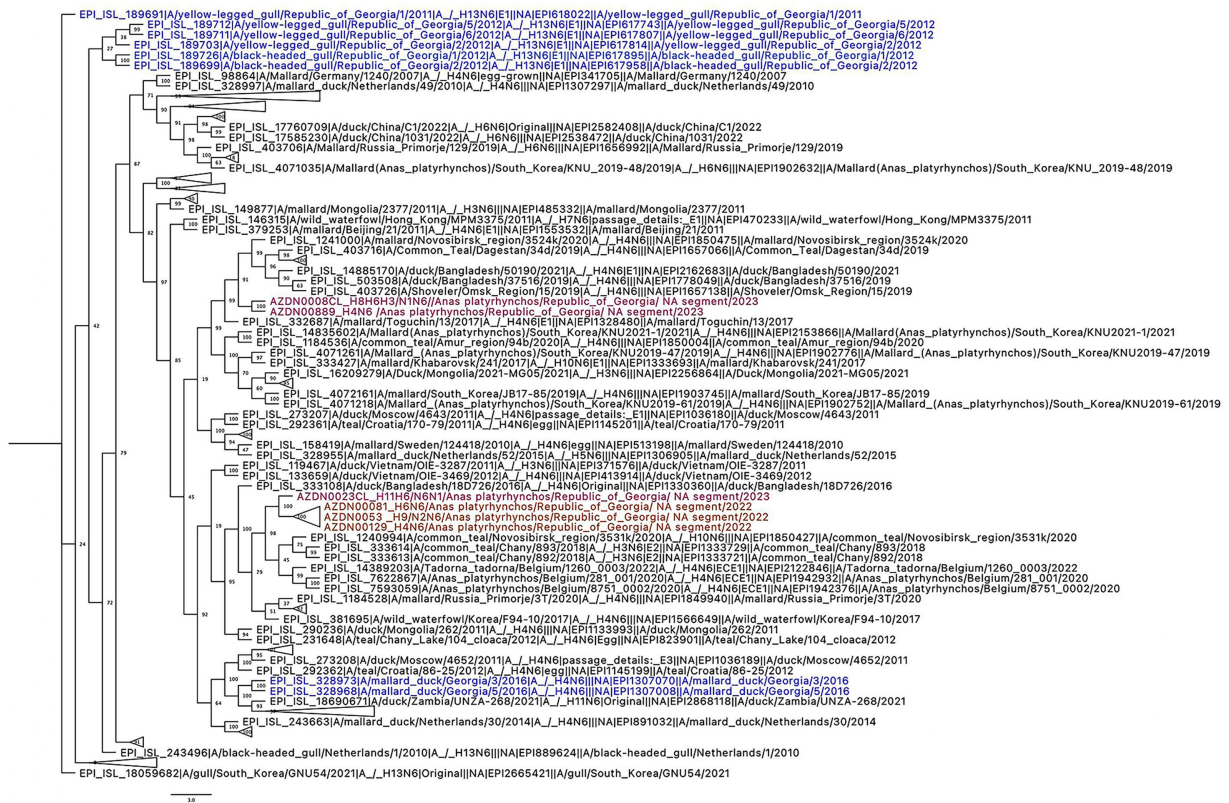 EPI_ISL_189691|A/yellow-legged_gull/Republic_of_Georgia/1/2011|A_/_H13N6|E1||NA|EPI618022||A/yellow-legged_gull/Republic_of_Georgia/1/2011
EPI_ISL_189712|A/yellow-legged_gull/Republic_of_Georgia/5/2012|A_/_H13N6|E1||NA|EPI617743||A/yellow-legged_gull/Republic_of_Georgia/5/2012
EPI_ISL_189711|A/yellow-legged_gull/Republic_of_Georgia/6/2012|A_/_H13N6|E1||NA|EPI617807||A/yellow-legged_gull/Republic_of_Georgia/6/2012
EPI_ISL_189703|A/yellow-legged_gull/Republic_of_Georgia/2/2012|A_/_H13N6|E1||NA|EPI617814||A/yellow-legged_gull/Republic_of_Georgia/2/2012
EPI_ISL_189726|A/black-headed_gull/Republic_of_Georgia/1/2012|A_/_H13N6|E1||NA|EPI617895||A/black-headed_gull/Republic_of_Georgia/1/2012
EPI_ISL_189699|A/black-headed_gull/Republic_of_Georgia/2/2012|A_/_H13N6|E1||NA|EPI617958||A/black-headed_gull/Republic_of_Georgia/2/2012
EPI_ISL_98864|A/Mallard/Germany/1240/2007|A_/_H4N6|egg-grown||NA|EPI341705||A/Mallard/Germany/1240/2007
EPI_ISL_328997|A/mallard_duck/Netherlands/49/2010|A_/_H4N6|||NA|EPI1307297||A/mallard_duck/Netherlands/49/2010
EPI_ISL_17760709|A/duck/China/C1/2022|A_/_H6N6|Original||NA|EPI2582408||A/duck/China/C1/2022
EPI_ISL_17585230|A/duck/China/1031/2022|A_/_H6N6|||NA|EPI2538472||A/duck/China/1031/2022
EPI_ISL_403706|A/Mallard/Russia_Primorje/129/2019|A_/_H6N6|||NA|EPI1656992||A/Mallard/Russia_Primorje/129/2019
EPI_ISL_4071035|A/Mallard(Anas_platyrhynchos)/South_Korea/KNU_2019-48/2019|A_/_H6N6|||NA|EPI1902632||A/Mallard(Anas_platyrhynchos)/South_Korea/KNU_2019-48/2019
EPI_ISL_149877|A/mallard/Mongolia/2377/2011|A_/_H3N6|||NA|EPI485332||A/mallard/Mongolia/2377/2011
EPI_ISL_146315|A/wild_waterfowl/Hong_Kong/MPM3375/2011|A_/_H7N6|passage_details:_E1||NA|EPI470233||A/wild_waterfowl/Hong_Kong/MPM3375/2011
EPI_ISL_379253|A/mallard/Beijing/21/2011|A_/_H4N6|E1||NA|EPI1553532||A/mallard/Beijing/21/2011
EPI_ISL_1241000|A/mallard/Novosibirsk_region/3524k/2020|A_/_H4N6|||NA|EPI1850475||A/mallard/Novosibirsk_region/3524k/2020
EPI_ISL_403716|A/Common_Teal/Dagestan/34d/2019|A_/_H4N6|||NA|EPI1657066||A/Common_Teal/Dagestan/34d/2019
EPI_ISL_14885170|A/duck/Bangladesh/50190/2021|A_/_H4N6|E1||NA|EPI2162683||A/duck/Bangladesh/50190/2021
EPI_ISL_503508|A/duck/Bangladesh/37516/2019|A_/_H4N6|E1||NA|EPI1778049||A/duck/Bangladesh/37516/2019
EPI_ISL_403726|A/Shoveler/Omsk_Region/15/2019|A_/_H4N6|||NA|EPI1657138||A/Shoveler/Omsk_Region/15/2019
AZDN0008CL_H8H6H3/N1N6//Anas platyrhynchos/Republic_of_Georgia/ NA segment/2023
AZDN00889_H4N6 /Anas platyrhynchos/Republic_of_Georgia/ NA segment/2023
EPI_ISL_332687|A/mallard/Toguchin/13/2017|A_/_H4N6|E1||NA|EPI1328480||A/mallard/Toguchin/13/2017
EPI_ISL_14835602|A/Mallard(Anas_platyrhynchos)/South_Korea/KNU2021-1/2021|A_/_H4N6|||NA|EPI2153866||A/Mallard(Anas_platyrhynchos)/South_Korea/KNU2021-1/2021
EPI_ISL_1184536|A/common_teal/Amur_region/94b/2020|A_/_H4N6|||NA|EPI1850004||A/common_teal/Amur_region/94b/2020
EPI_ISL_4071261|A/Mallard_(Anas_platyrhynchos)/South_Korea/KNU2019-47/2019|A_/_H4N6|||NA|EPI1902776||A/Mallard_(Anas_platyrhynchos)/South_Korea/KNU2019-47/2019
EPI_ISL_333427|A/mallard/Khabarovsk/241/2017|A_/_H10N6|E1||NA|EPI1333693||A/mallard/Khabarovsk/241/2017
EPI_ISL_16209279|A/Duck/Mongolia/2021-MG05/2021|A_/_H3N6|||NA|EPI2256864||A/Duck/Mongolia/2021-MG05/2021
EPI_ISL_4072161|A/mallard/South_Korea/JB17-85/2019|A_/_H4N6|||NA|EPI1903745||A/mallard/South_Korea/JB17-85/2019
EPI_ISL_4071218|A/Mallard_(Anas_platyrhynchos)/South_Korea/KNU2019-61/2019|A_/_H4N6|||NA|EPI1902752||A/Mallard_(Anas_platyrhynchos)/South_Korea/KNU2019-61/2019
EPI_ISL_273207|A/duck/Moscow/4643/2011|A_/_H4N6|passage_details:_E1||NA|EPI1036180||A/duck/Moscow/4643/2011
EPI_ISL_292361|A/teal/Croatia/170-79/2011|A_/_H4N6|egg||NA|EPI1145201||A/teal/Croatia/170-79/2011
EPI_ISL_158419|A/mallard/Sweden/124418/2010|A_/_H4N6|egg||NA|EPI513198||A/mallard/Sweden/124418/2010
EPI_ISL_328955|A/mallard_duck/Netherlands/52/2015|A_/_H5N6|||NA|EPI1306905||A/mallard_duck/Netherlands/52/2015
EPI_ISL_119467|A/duck/Vietnam/OIE-3287/2011|A_/_H3N6|||NA|EPI371576||A/duck/Vietnam/OIE-3287/2011
EPI_ISL_133659|A/duck/Vietnam/OIE-3469/2012|A_/_H4N6|||NA|EPI413914||A/duck/Vietnam/OIE-3469/2012
EPI_ISL_333108|A/duck/Bangladesh/18D726/2016|A_/_H4N6|Original||NA|EPI1330360||A/duck/Bangladesh/18D726/2016
AZDN0023CL_H11H6/N6N1/Anas platyrhynchos/Republic_of_Georgia/ NA segment/2023
AZDN00081_H6N6/Anas platyrhynchos/Republic_of_Georgia/ NA segment/2022
AZDN0053 _H9/N2N6/Anas platyrhynchos/Republic_of_Georgia/ NA segment/2022
AZDN00129_H4N6/Anas platyrhynchos/Republic_of_Georgia/ NA segment/2022
EPI_ISL_1240994|A/common_teal/Novosibirsk_region/3531k/2020|A_/_H10N6|||NA|EPI1850427||A/common_teal/Novosibirsk_region/3531k/2020
EPI_ISL_333614|A/common_teal/Chany/893/2018|A_/_H3N6|E2||NA|EPI1333729||A/common_teal/Chany/893/2018
EPI_ISL_333613|A/common_teal/Chany/892/2018|A_/_H3N6|E2||NA|EPI1333721||A/common_teal/Chany/892/2018
EPI_ISL_14389203|A/Tadorna_tadorna/Belgium/1260_0003/2022|A_/_H4N6|ECE1||NA|EPI2122846||A/Tadorna_tadorna/Belgium/1260_0003/2022
EPI_ISL_7622867|A/Anas_platyrhynchos/Belgium/281_001/2020|A_/_H4N6|ECE1||NA|EPI1942932||A/Anas_platyrhynchos/Belgium/281_001/2020
EPI_ISL_7593059|A/Anas_platyrhynchos/Belgium/8751_0002/2020|A_/_H4N6|ECE1||NA|EPI1942376||A/Anas_platyrhynchos/Belgium/8751_0002/2020
EPI_ISL_1184528|A/mallard/Russia_Primorje/3T/2020|A_/_H4N6|||NA|EPI1849940||A/mallard/Russia_Primorje/3T/2020
EPI_ISL_381695|A/wild_waterfowl/Korea/F94-10/2017|A_/_H4N6|||NA|EPI1566649||A/wild_waterfowl/Korea/F94-10/2017
EPI_ISL_290236|A/duck/Mongolia/262/2011|A_/_H4N6|||NA|EPI1133993||A/duck/Mongolia/262/2011
EPI_ISL_231648|A/teal/Chany_Lake/104_cloaca/2012|A_/_H4N6|Egg||NA|EPI823901||A/teal/Chany_Lake/104_cloaca/2012
EPI_ISL_273208|A/duck/Moscow/4652/2011|A_/_H4N6|passage_details:_E3||NA|EPI1036189||A/duck/Moscow/4652/2011
EPI_ISL_292362|A/teal/Croatia/86-25/2012|A_/_H4N6|egg||NA|EPI1145199||A/teal/Croatia/86-25/2012
EPI_ISL_328973|A/mallard_duck/Georgia/3/2016|A_/_H4N6|||NA|EPI1307070||A/mallard_duck/Georgia/3/2016
EPI_ISL_328968|A/mallard_duck/Georgia/5/2016|A_/_H4N6|||NA|EPI1307008||A/mallard_duck/Georgia/5/2016
EPI_ISL_18690671|A/duck/Zambia/UNZA-268/2021|A_/_H11N6|Original||NA|EPI2868118||A/duck/Zambia/UNZA-268/2021
EPI_ISL_243663|A/mallard_duck/Netherlands/30/2014|A_/_H4N6|||NA|EPI891032||A/mallard_duck/Netherlands/30/2014
EPI_ISL_243496|A/black-headed_gull/Netherlands/1/2010|A_/_H13N6|||NA|EPI889624||A/black-headed_gull/Netherlands/1/2010
EPI_ISL_18059682|A/gull/South_Korea/GNU54/2021|A_/_H13N6|Original||NA|EPI2665421||A/gull/South_Korea/GNU54/2021
3.0